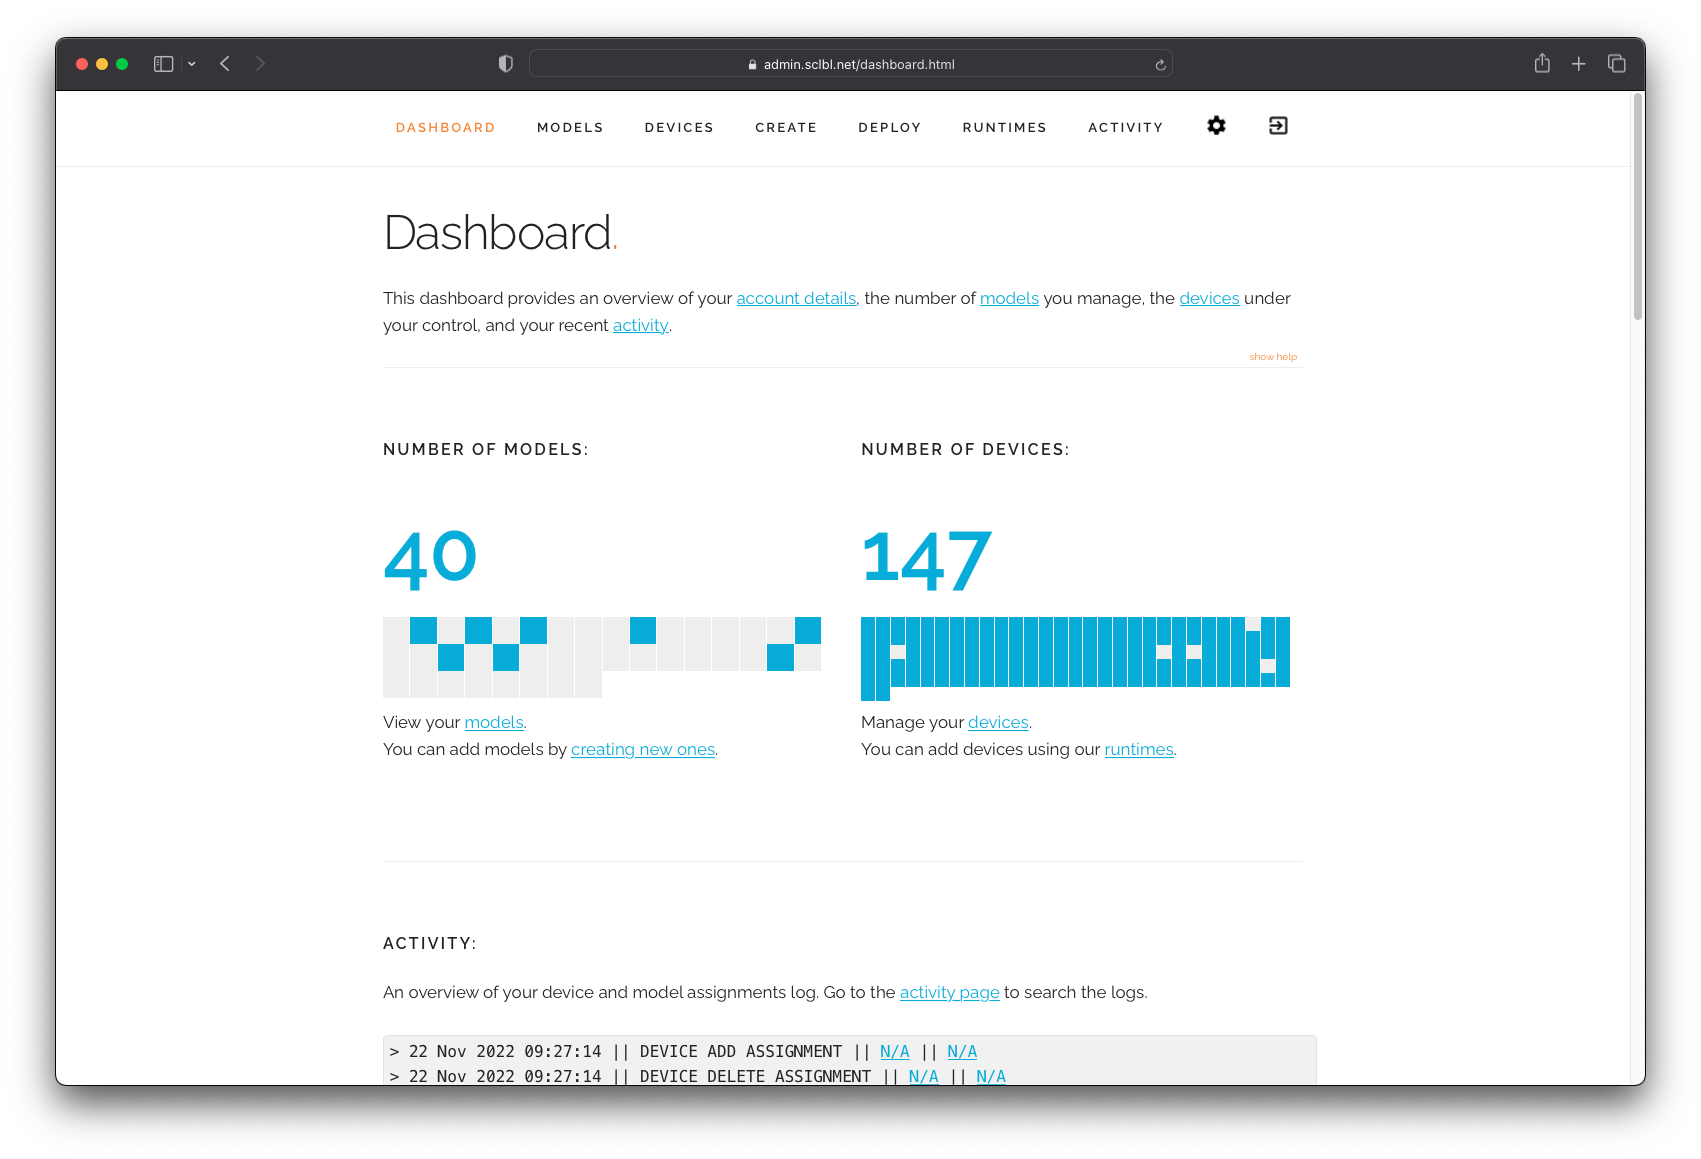 admin.sclbl.net/dashboard.html
DASHBOARD MODELS DEVICES CREATE DEPLOY RUNTIMES ACTIVITY
Dashboard.
This dashboard provides an overview of your account details, the number of models you manage, the devices under
your control, and your recent activity.
show help
NUMBER OF MODELS:
40
View your models.
You can add models by creating new ones.
NUMBER OF DEVICES:
147
Manage your devices.
You can add devices using our runtimes.
ACTIVITY:
An overview of your device and model assignments log. Go to the activity page to search the logs.
> 22 Nov 2022 09:27:14 || DEVICE ADD ASSIGNMENT || N/A || N/A
> 22 Nov 2022 09:27:14 || DEVICE DELETE ASSIGNMENT || N/A || N/A